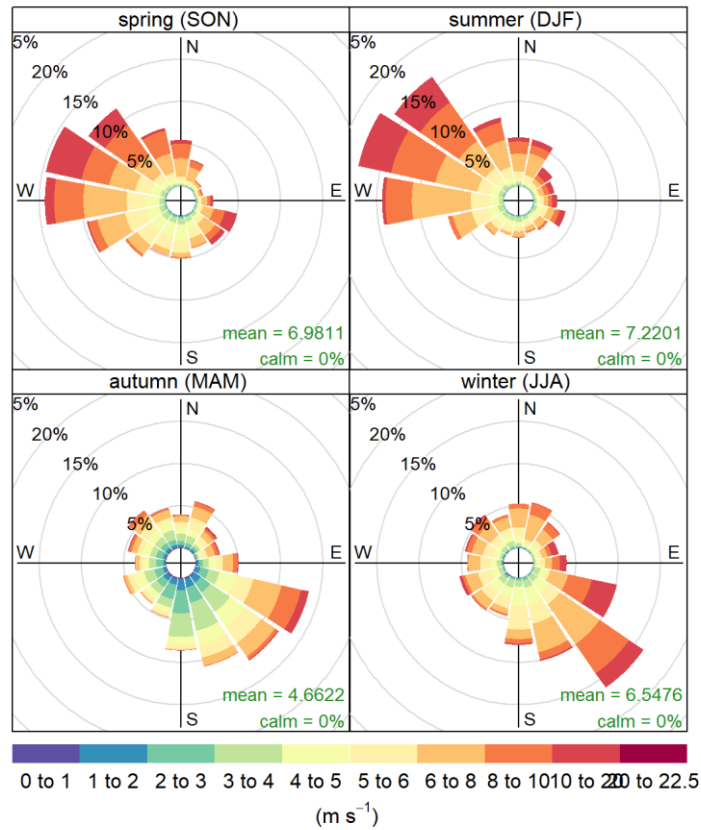 spring (SON)
summer (DJF)
5%
20%
15%
10%
5%
N
W
E
S
mean = 6.9811
calm = 0%
20%
15%
10%
5%
N
W
E
S
mean = 7.2201
calm = 0%
autumn (MAM)
winter (JJA)
5%
20%
15%
10%
5%
N
W
E
S
mean = 4.6622
calm = 0%
5%
20%
15%
10%
5%
N
W
E
S
mean = 6.5476
calm = 0%
0 to 1 1 to 2 2 to 3 3 to 4 4 to 5 5 to 6 6 to 8 8 to 10 10 to 20 20 to 22.5
(m s⁻¹)